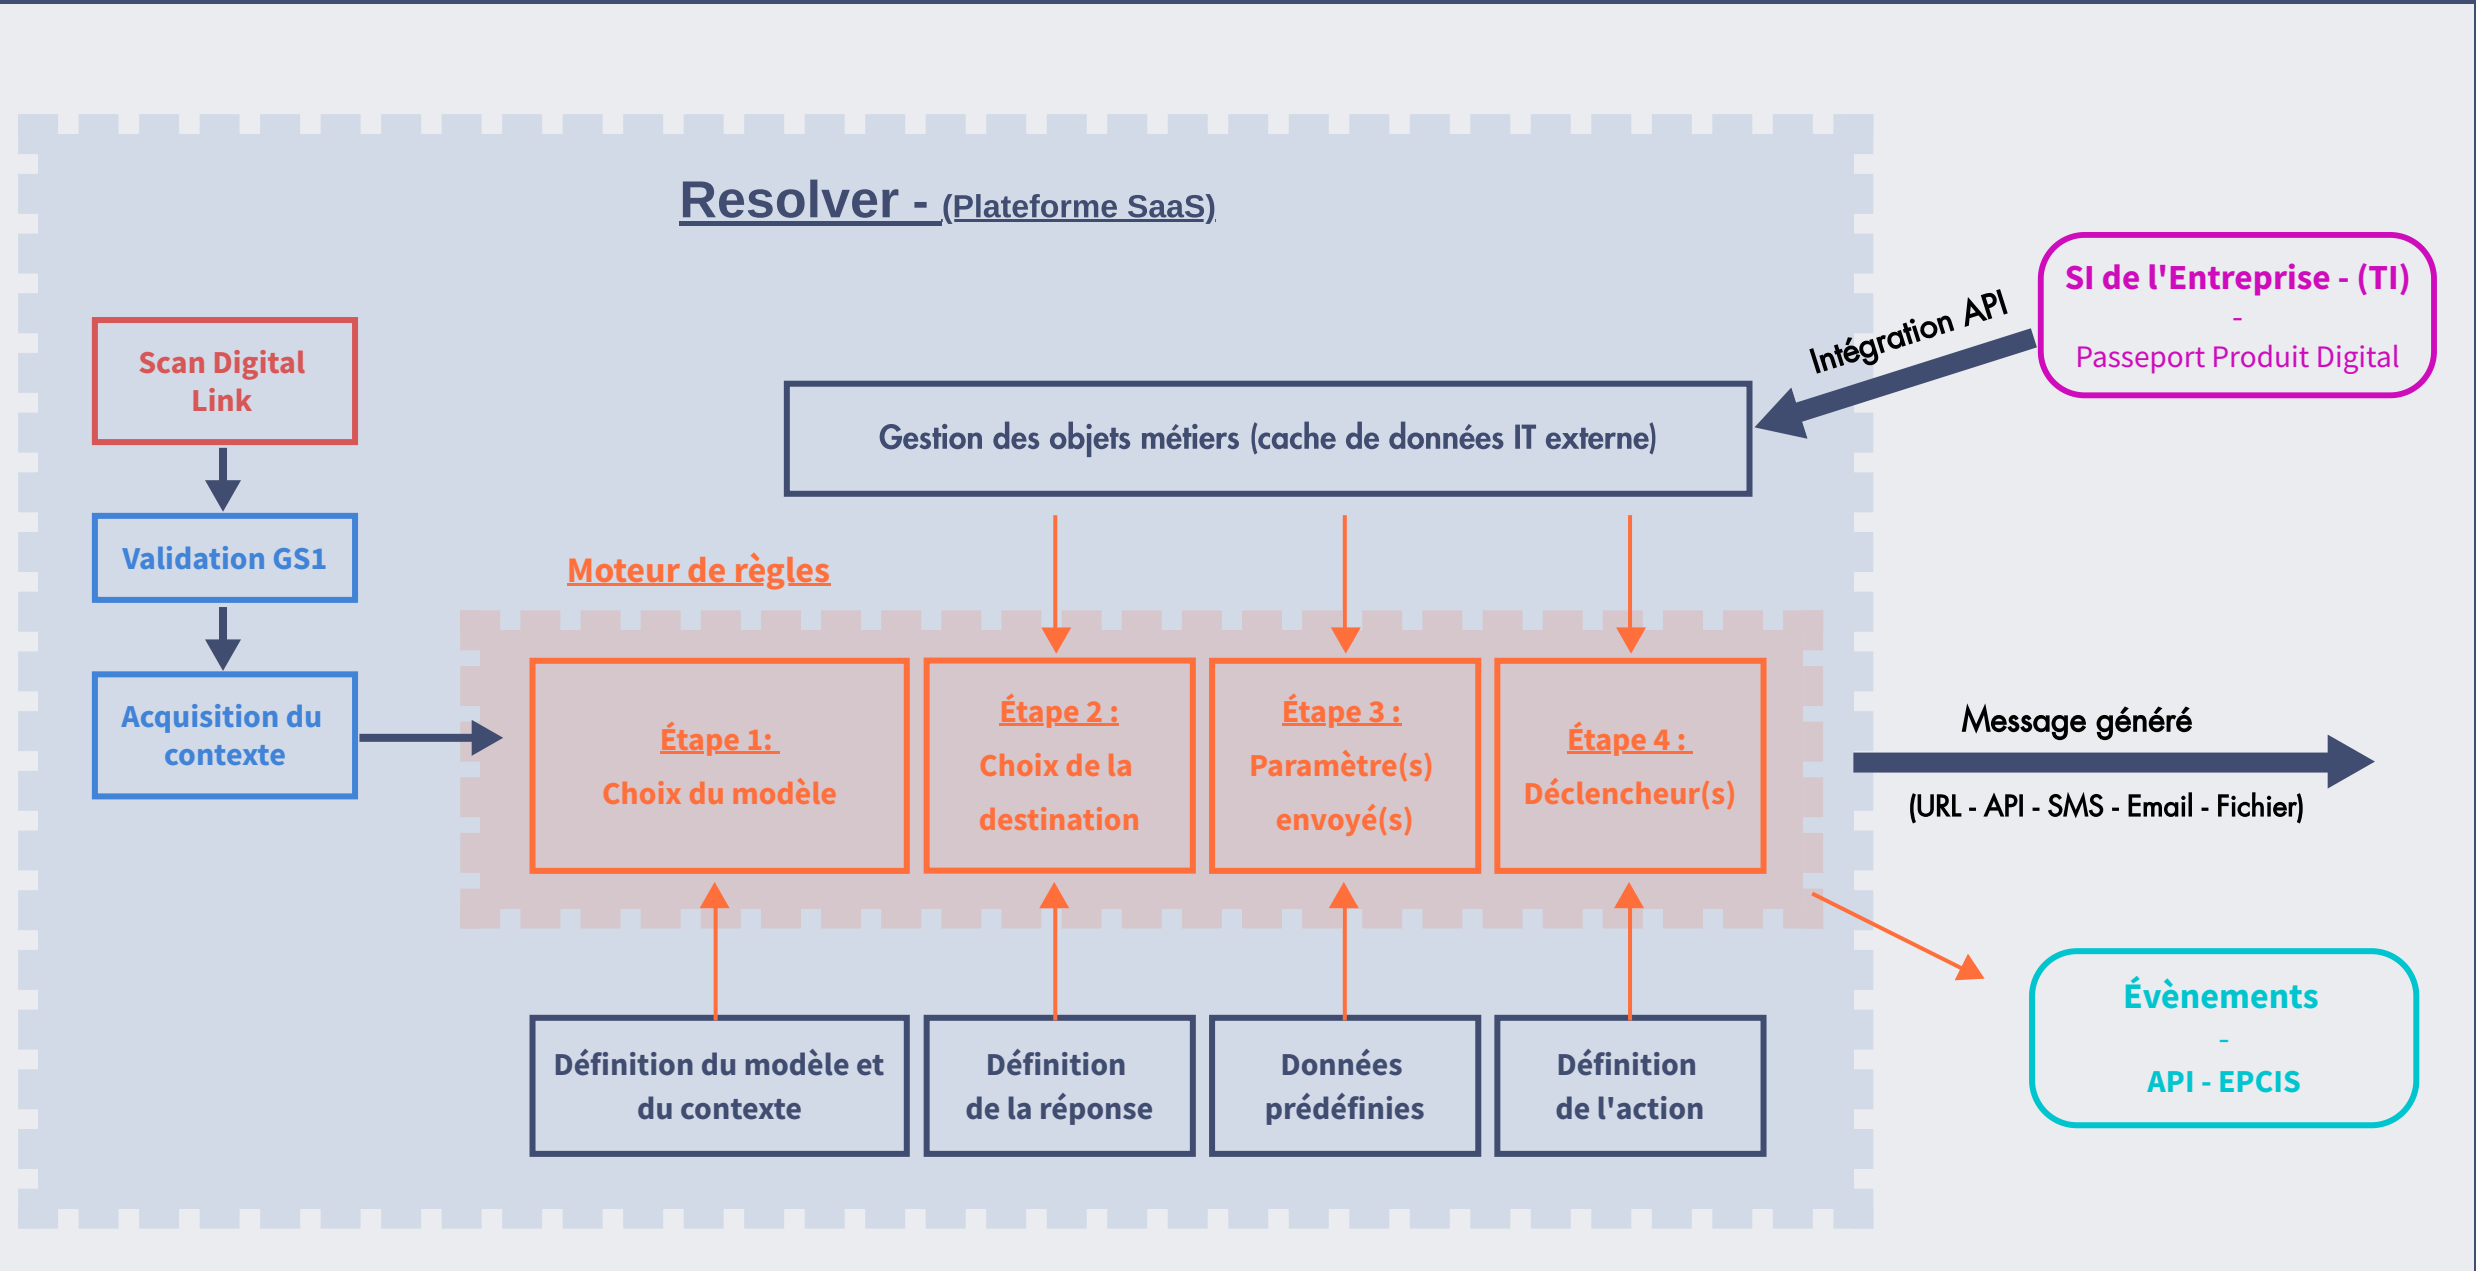 Resolver - (Plateforme SaaS)
SI de l'Entreprise - (TI)
-
Passeport Produit Digital
Intégration API
Scan Digital
Link
Gestion des objets métiers (cache de données IT externe)
Validation GS1
Moteur de règles
Acquisition du
contexte
Étape 1:
Choix du modèle
Étape 2 :
Choix de la
destination
Étape 3 :
Paramètre(s)
envoyé(s)
Étape 4 :
Déclencheur(s)
Message généré
(URL - API - SMS - Email - Fichier)
Définition du modèle et
du contexte
Définition
de la réponse
Données
prédéfinies
Définition
de l'action
Évènements
-
API - EPCIS